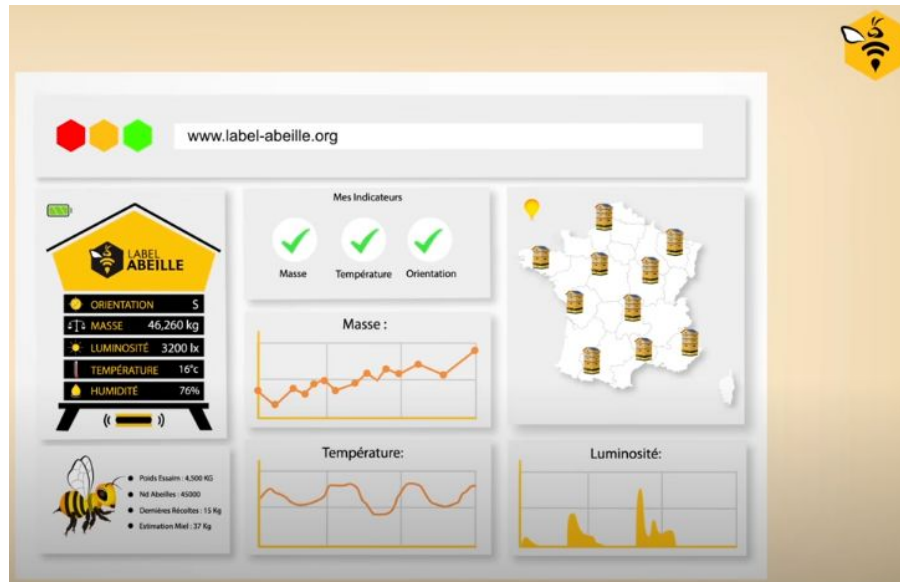 www.label-abeille.org
LABEL
ABEILLE
ORIENTATION S
MASSE 46,260 kg
LUMINOSITÉ 3200 lx
TEMPÉRATURE 16°c
HUMIDITÉ 76%
Mes Indicateurs
Masse Température Orientation
Masse :
Température:
Luminosité:
Poids Essaim : 4,500 KG
Nd Abeilles : 45000
Dernières Récoltes : 15 Kg
Estimation Miel : 37 Kg